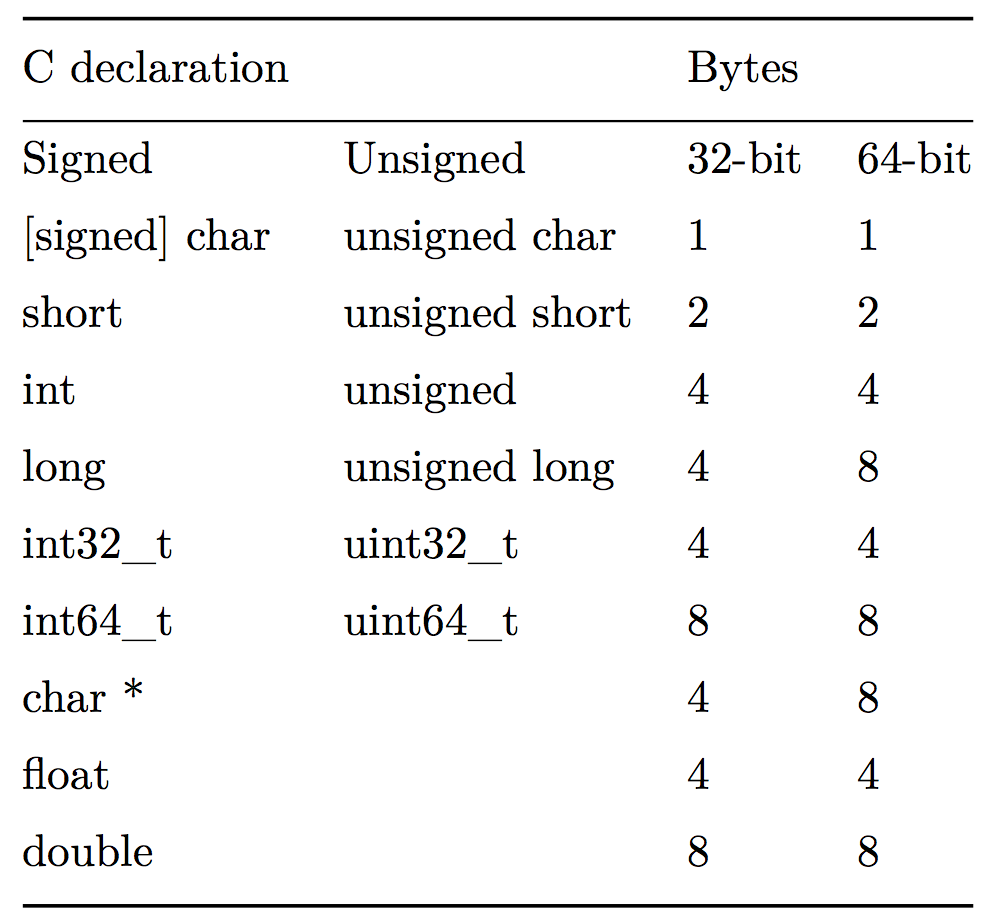 C declaration Bytes
Signed Unsigned 32-bit 64-bit
[signed] char unsigned char 1 1
short unsigned short 2 2
int unsigned 4 4
long unsigned long 4 8
int32_t uint32_t 4 4
int64_t uint64_t 8 8
char * 4 8
float 4 4
double 8 8